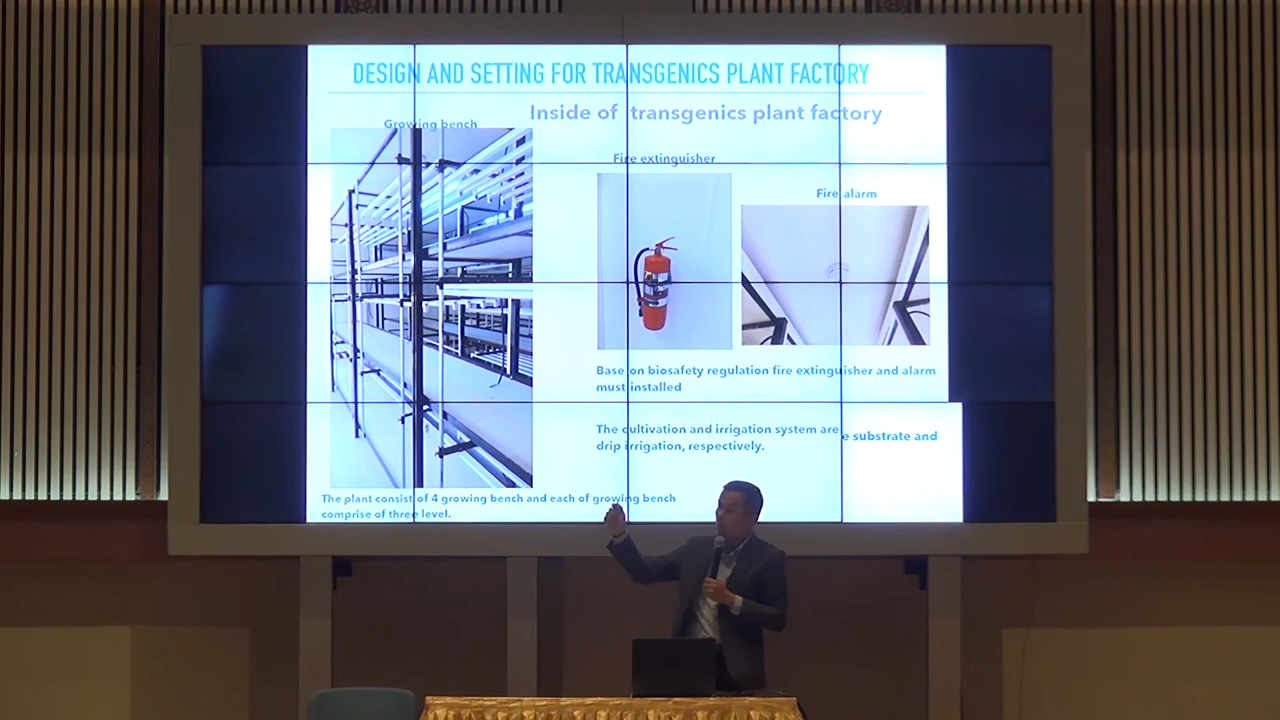 DESIGN AND SETTING FOR TRANSGENICS PLANT FACTORY
Inside of transgenics plant factory
Growing bench
Fire extinguisher
Fire alarm
Base on biosafety regulation fire extinguisher and alarm
must installed
The cultivation and irrigation system are e substrate and
drip irrigation, respectively.
The plant consist of 4 growing bench and each of growing bench
comprise of three level.